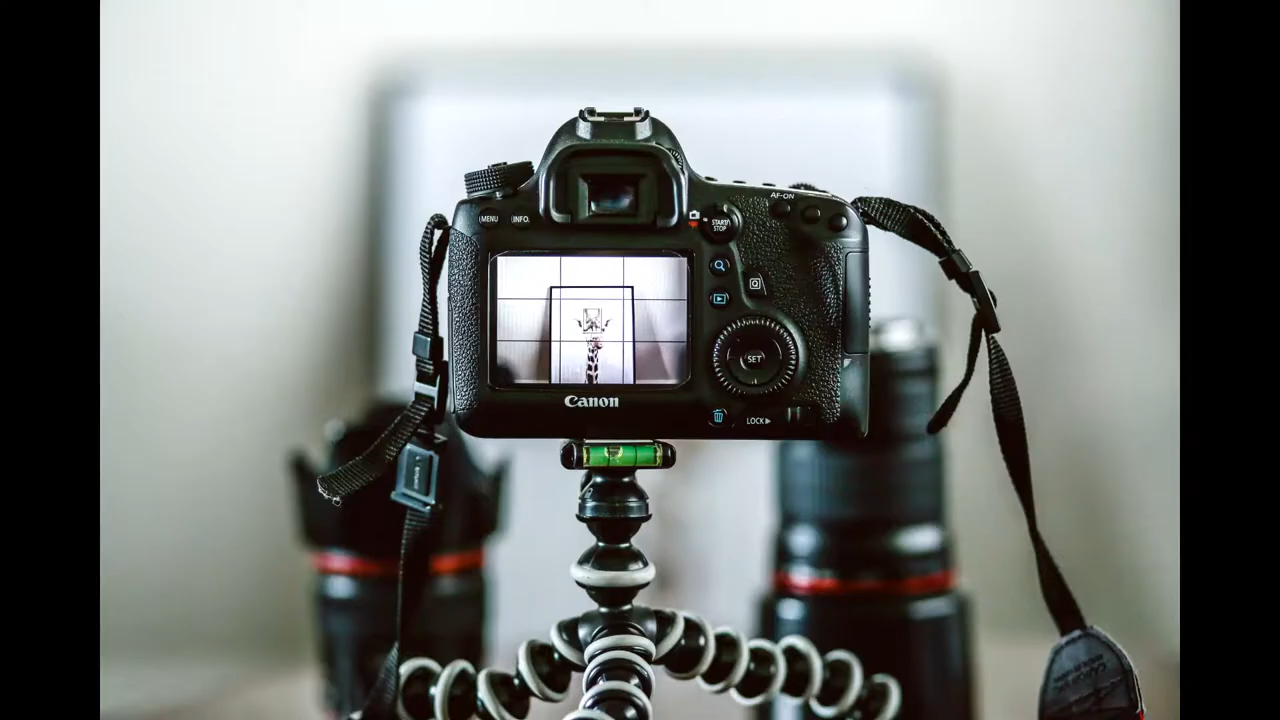 AF-ON
MENU INFO.
START/
STOP
Q
SET
Canon
LOCK